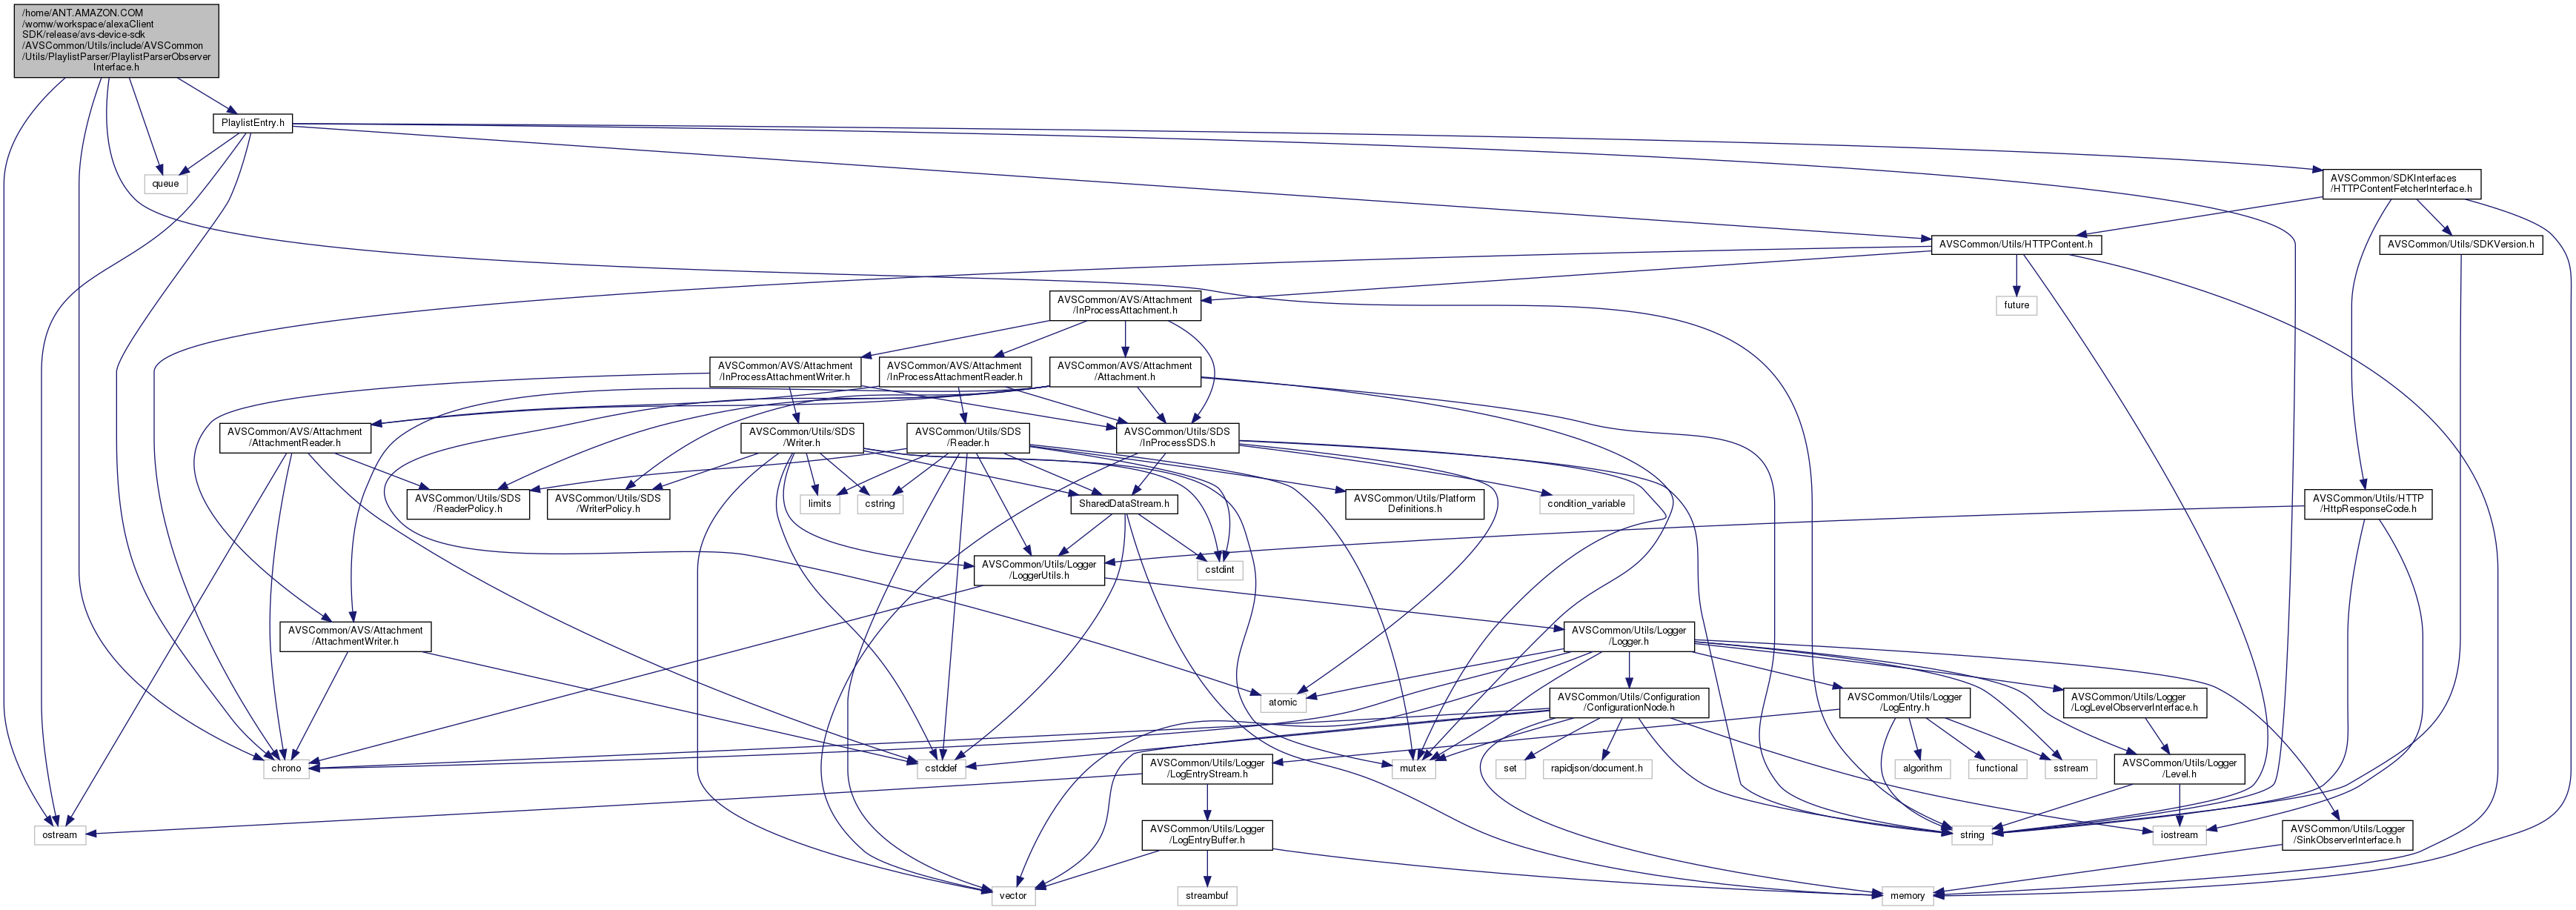 /home/ANT.AMAZON.COM
/womw/workspace/alexaClient
SDK/release/avs-device-sdk
/AVSCommon/Utils/include/AVSCommon
/Utils/PlaylistParser/PlaylistParserObserver
Interface.h
PlaylistEntry.h
queue
AVSCommon/SDKInterfaces
/HTTPContentFetcherInterface.h
AVSCommon/Utils/HTTPContent.h
AVSCommon/Utils/SDKVersion.h
AVSCommon/AVS/Attachment
/InProcessAttachment.h
future
AVSCommon/AVS/Attachment
/InProcessAttachmentWriter.h
AVSCommon/AVS/Attachment
/InProcessAttachmentReader.h
AVSCommon/AVS/Attachment
/Attachment.h
AVSCommon/AVS/Attachment
/AttachmentReader.h
AVSCommon/Utils/SDS
/Writer.h
AVSCommon/Utils/SDS
/Reader.h
AVSCommon/Utils/SDS
/InProcessSDS.h
AVSCommon/Utils/SDS
/ReaderPolicy.h
AVSCommon/Utils/SDS
/WriterPolicy.h
limits
cstring
SharedDataStream.h
AVSCommon/Utils/Platform
Definitions.h
condition_variable
AVSCommon/Utils/HTTP
/HttpResponseCode.h
AVSCommon/Utils/Logger
/LoggerUtils.h
cstdint
AVSCommon/AVS/Attachment
/AttachmentWriter.h
AVSCommon/Utils/Logger
/Logger.h
atomic
AVSCommon/Utils/Configuration
/ConfigurationNode.h
AVSCommon/Utils/Logger
/LogEntry.h
AVSCommon/Utils/Logger
/LogLevelObserverInterface.h
chrono
cstddef
AVSCommon/Utils/Logger
/LogEntryStream.h
mutex
set
rapidjson/document.h
algorithm
functional
sstream
AVSCommon/Utils/Logger
/Level.h
ostream
AVSCommon/Utils/Logger
/LogEntryBuffer.h
string
iostream
AVSCommon/Utils/Logger
/SinkObserverInterface.h
vector
streambuf
memory